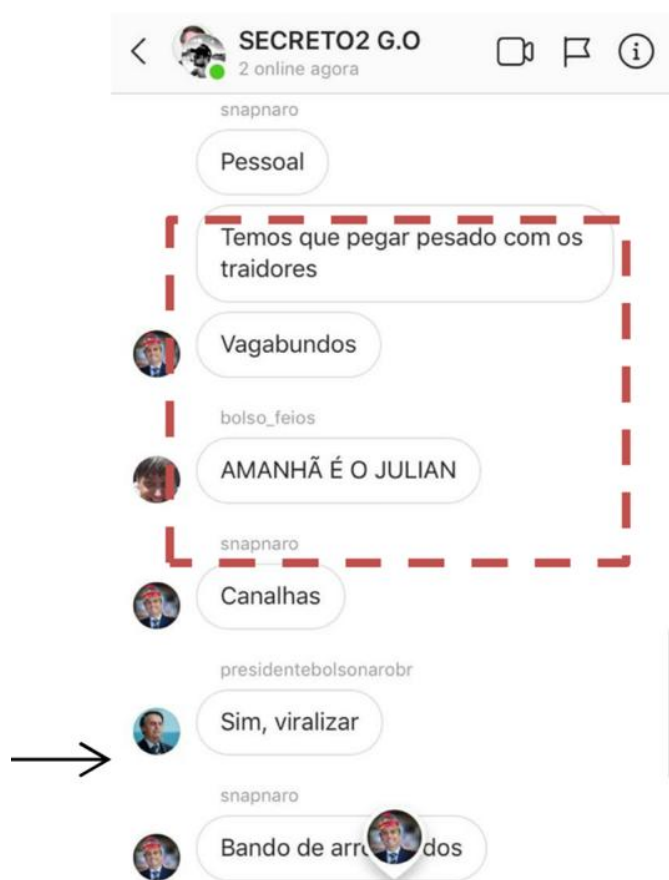 SECRETO2 G.O
2 online agora
snapnaro
Pessoal
Temos que pegar pesado com os
traidores
Vagabundos
bolso_feios
AMANHÃ É O JULIAN
snapnaro
Canalhas
presidentebolsonarobr
Sim, viralizar
snapnaro
Bando de